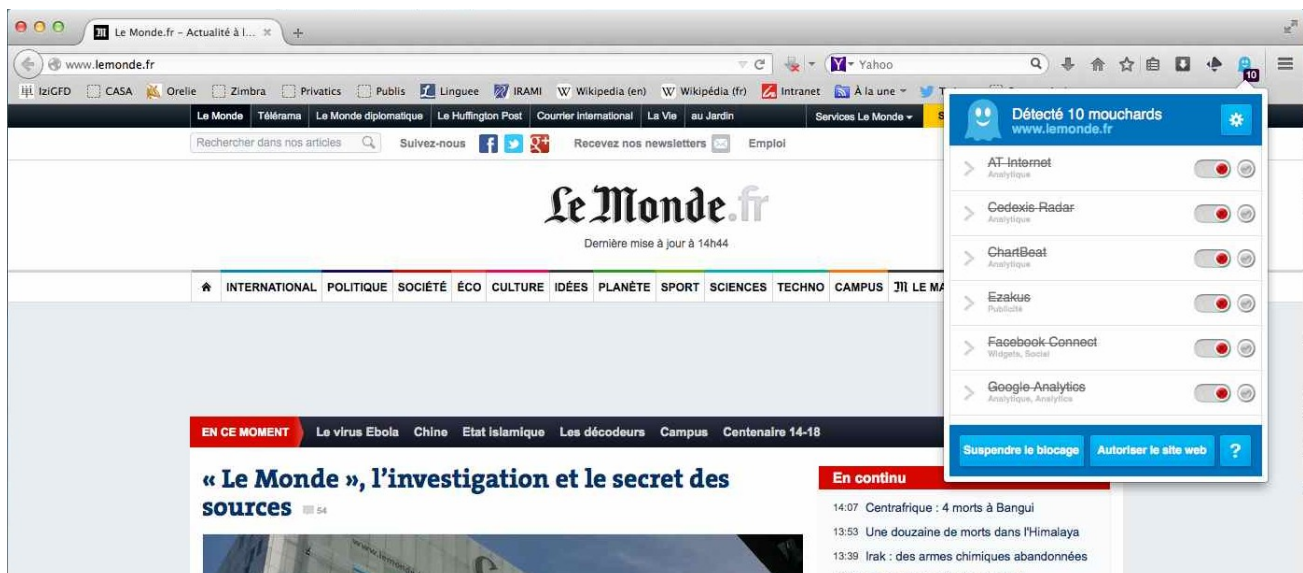 Le Monde.fr – Actualité à l...
www.lemonde.fr
Yahoo
10
IziGFD CASA Orelie Zimbra Privatics Publis Linguee IRAMI Wikipedia (en) Wikipédia (fr) Intranet À la une
Le Monde Télérama Le Monde diplomatique Le Huffington Post Courrier international La Vie au Jardin Services Le Monde
Rechercher dans nos articles Suivez-nous Recevez nos newsletters Emploi
Le Monde.fr
Dernière mise à jour à 14h44
INTERNATIONAL POLITIQUE SOCIÉTÉ ÉCO CULTURE IDÉES PLANÈTE SPORT SCIENCES TECHNO CAMPUS M LE MA
EN CE MOMENT Le virus Ebola Chine Etat islamique Les décodeurs Campus Centenaire 14-18
« Le Monde », l’investigation et le secret des
sources 54
www.lemonde
En continu
14:07 Centrafrique : 4 morts à Bangui
13:53 Une douzaine de morts dans l'Himalaya
13:39 Irak : des armes chimiques abandonnées
Détecté 10 mouchards
www.lemonde.fr
AT Internet
Analytique
Cedexis Radar
Analytique
ChartBeat
Analytique
Ezakus
Publicité
Facebook Connect
Widgets, Social
Google Analytics
Analytique, Analytics
Suspendre le blocage Autoriser le site web ?